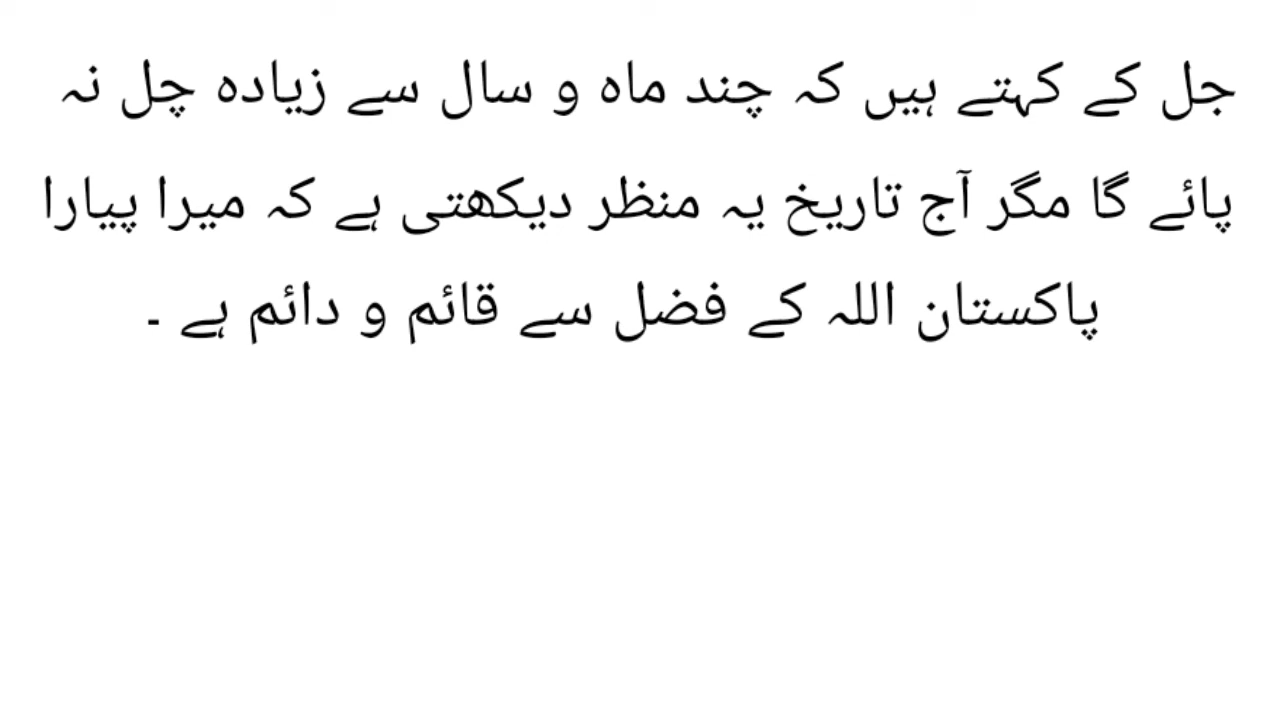 جل کے کہتے ہیں کہ چند ماہ و سال سے زیادہ چل نہ
پائے گا مگر آج تاریخ یہ منظر دیکھتی ہے کہ میرا پیارا
پاکستان اللہ کے فضل سے قائم و دائم ہے ۔